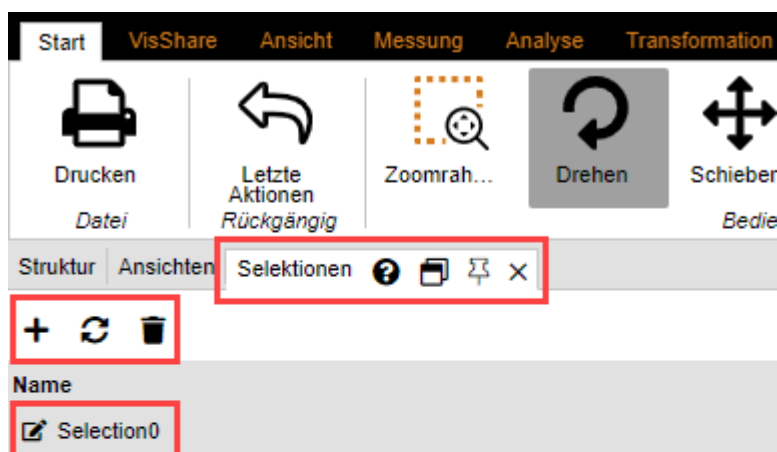 Start VisShare Ansicht Messung Analyse Transformation
Drucken Letzte Aktionen Zoomrah... Drehen Schieben
Datei Rückgängig
Struktur Ansichten Selektionen
Name
Selection0